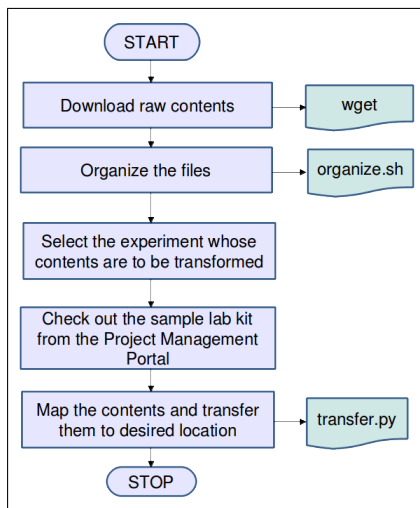 START
Download raw contents
wget
Organize the files
organize.sh
Select the experiment whose
contents are to be transformed
Check out the sample lab kit
from the Project Management
Portal
Map the contents and transfer
them to desired location
transfer.py
STOP